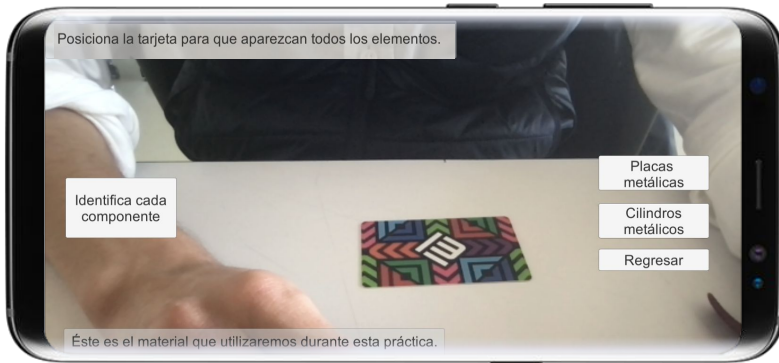 Posiciona la tarjeta para que aparezcan todos los elementos.
Identifica cada
componente
Placas
metálicas
Cilindros
metálicos
Regresar
Éste es el material que utilizaremos durante esta práctica.